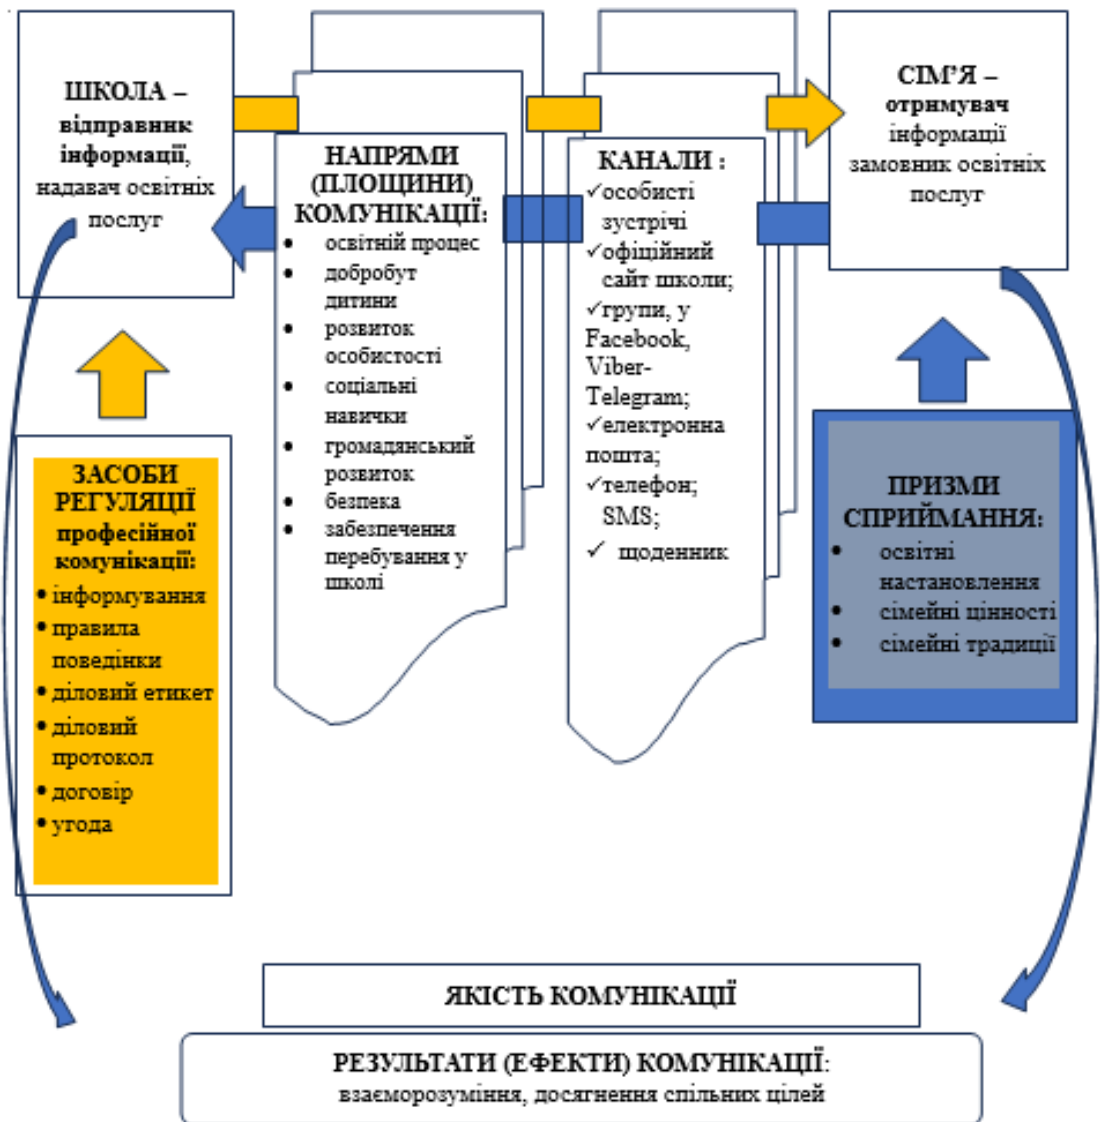 ШКОЛА –
відправник
інформації,
надавач освітніх
послуг
НАПРЯМИ
(ПЛОЩИНИ)
КОМУНІКАЦІЇ:
• освітній процес
• добробут
дитини
• розвиток
особистості
• соціальні
навички
• громадянський
розвиток
• безпека
• забезпечення
перебування у
школі
КАНАЛИ :
✓особисті
зустрічі
✓офіційний
сайт школи;
✓групи, у
Facebook,
Viber-
Telegram;
✓електронна
пошта;
✓телефон;
SMS;
✓ щоденник
СІМ’Я –
отримувач
інформації
замовник освітніх
послуг
ЗАСОБИ
РЕГУЛЯЦІЇ
професійної
комунікації:
• інформування
• правила
поведінки
• діловий етикет
• діловий
протокол
• договір
• угода
ПРИЗМИ
СПРИЙМАННЯ:
• освітні
настановлення
• сімейні цінності
• сімейні традиції
ЯКІСТЬ КОМУНІКАЦІЇ
РЕЗУЛЬТАТИ (ЕФЕКТИ) КОМУНІКАЦІЇ:
взаєморозуміння, досягнення спільних цілей